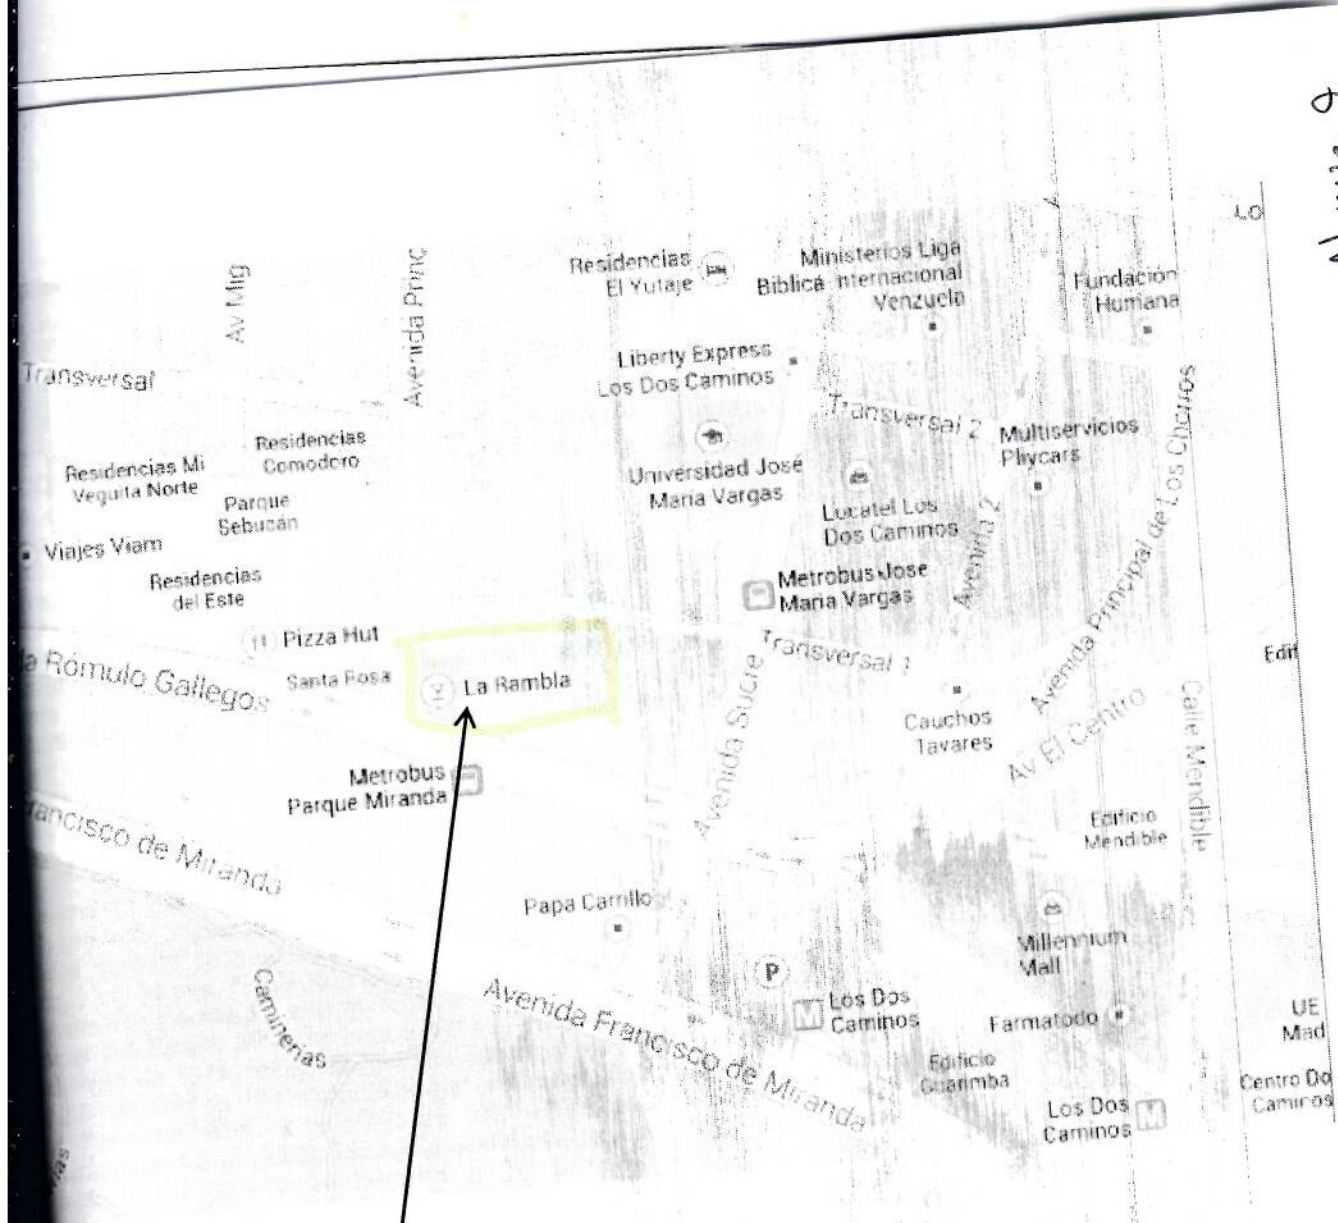 LO
Residencias
El Yutaje
Ministerios Liga
Biblica Internacional
Venzuela
Fundación
Humana
Av Mig
Avenida Princ
Liberty Express
Los Dos Caminos
Transversal
Transversal 2
Multiservicios
Pliycars
Residencias
Comodoro
Residencias Mi
Veguita Norte
Parque
Sebucán
Universidad José
Maria Vargas
Locatel Los
Dos Caminos
Avenida 2
Avenida Principal de Los Chorros
Viajes Viam
Residencias
del Este
Metrobus Jose
Maria Vargas
Pizza Hut
Transversal 1
Edif
a Rómulo Gallegos
Santa Rosa
La Rambla
Avenida Sucre
Cauchos
Tavares
Av El Centro
Calle Mendible
Metrobus
Parque Miranda
Edificio
Mendible
rancisco de Miranda
Papa Carrillo
Millennium
Mall
P
Caminerias
Avenida Francisco de Miranda
M Los Dos
Caminos
Farmatodo
UE
Mad
Edificio
Guarimba
Centro Do
Caminos
Los Dos
Caminos M